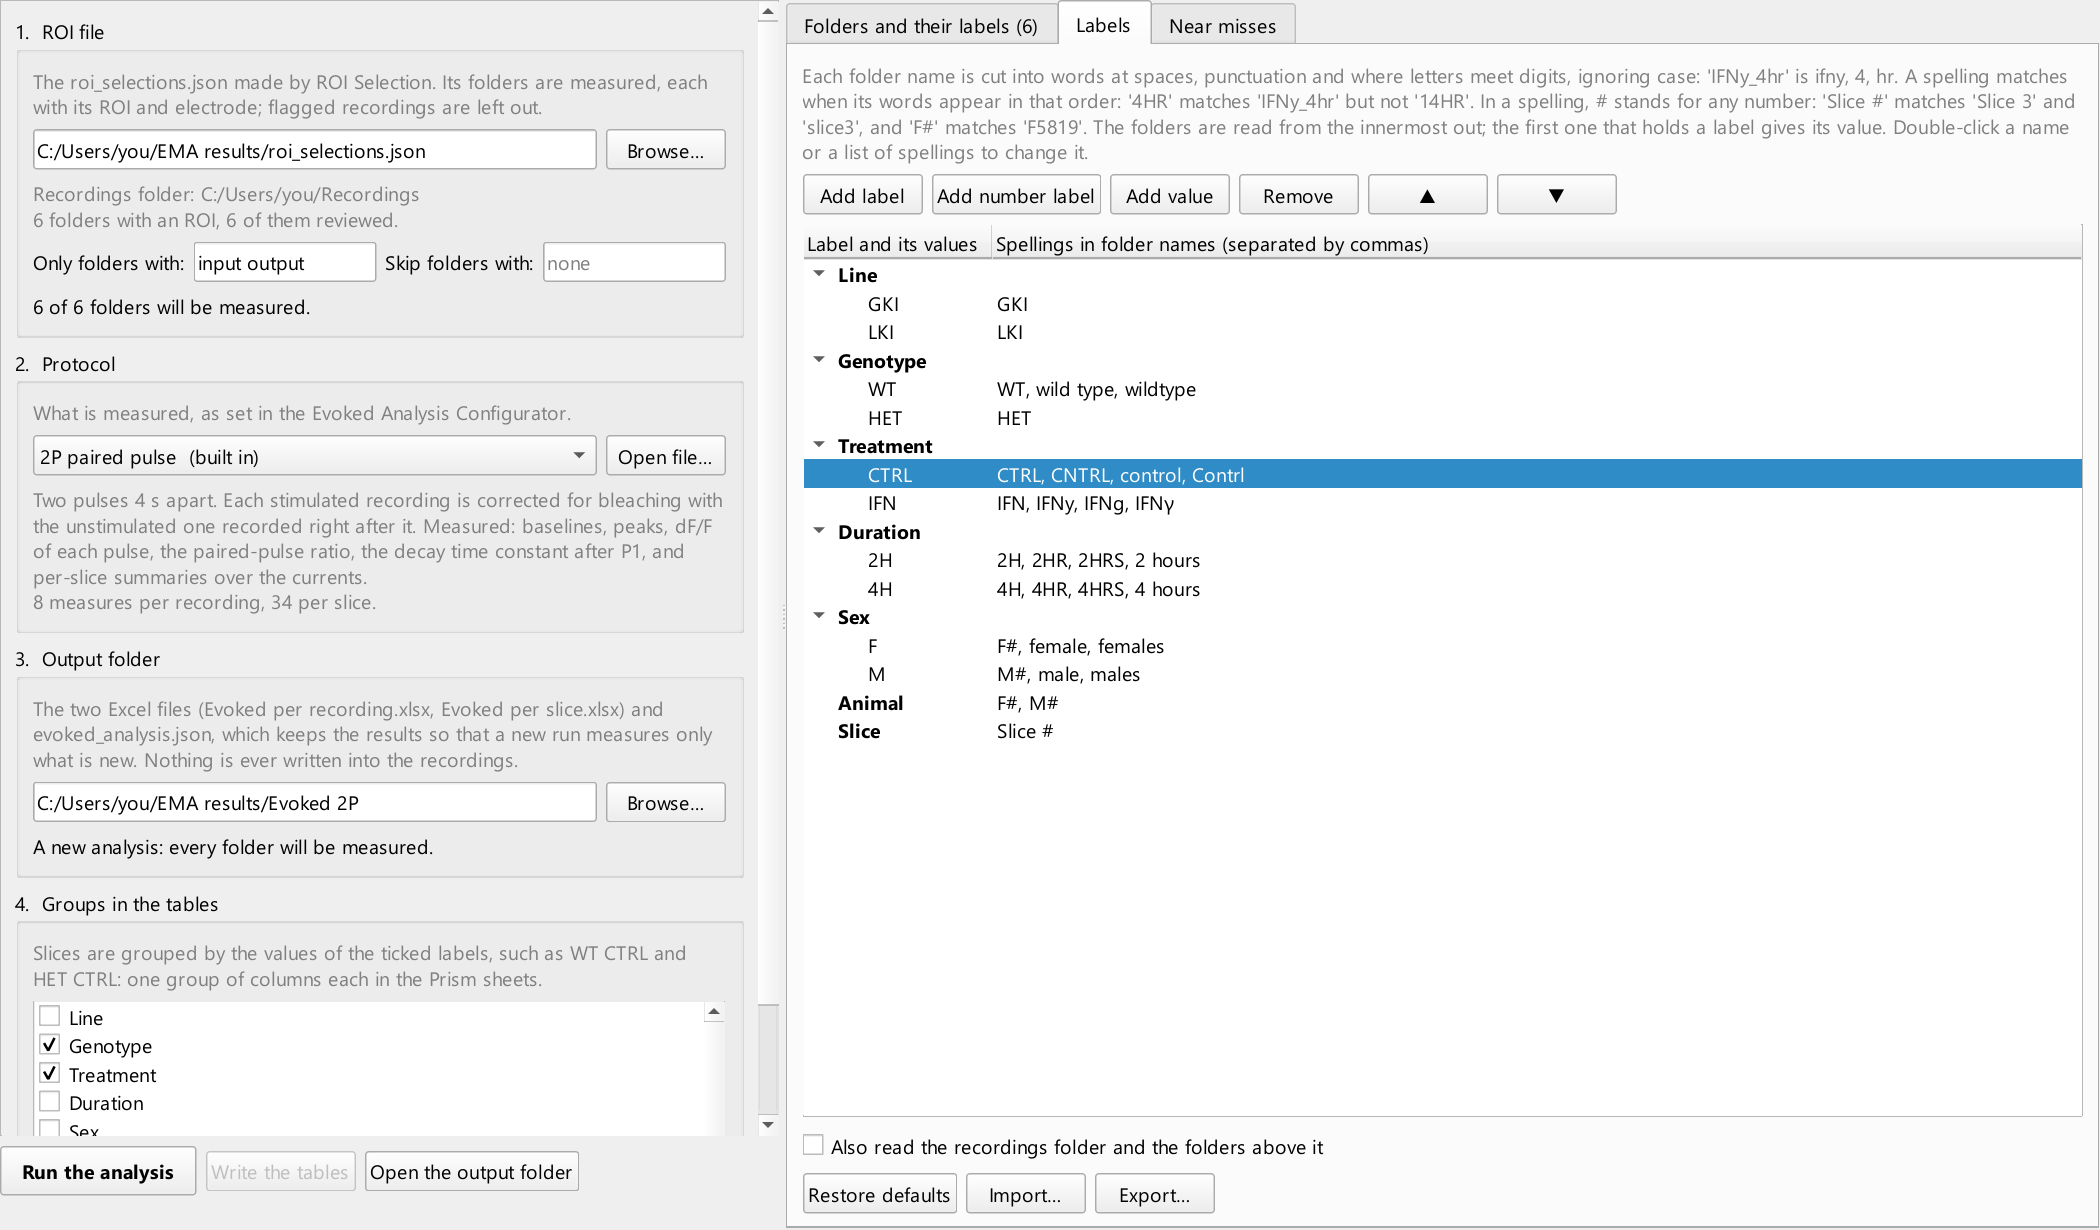 1. ROI file
The roi_selections.json made by ROI Selection. Its folders are measured, each
with its ROI and electrode; flagged recordings are left out.
C:/Users/you/EMA results/roi_selections.json
Browse...
Recordings folder: C:/Users/you/Recordings
6 folders with an ROI, 6 of them reviewed.
Only folders with: input output Skip folders with: none
6 of 6 folders will be measured.
2. Protocol
What is measured, as set in the Evoked Analysis Configurator.
2P paired pulse (built in)
Open file...
Two pulses 4 s apart. Each stimulated recording is corrected for bleaching with
the unstimulated one recorded right after it. Measured: baselines, peaks, dF/F
of each pulse, the paired-pulse ratio, the decay time constant after P1, and
per-slice summaries over the currents.
8 measures per recording, 34 per slice.
3. Output folder
The two Excel files (Evoked per recording.xlsx, Evoked per slice.xlsx) and
evoked_analysis.json, which keeps the results so that a new run measures only
what is new. Nothing is ever written into the recordings.
C:/Users/you/EMA results/Evoked 2P
Browse...
A new analysis: every folder will be measured.
4. Groups in the tables
Slices are grouped by the values of the ticked labels, such as WT CTRL and
HET CTRL: one group of columns each in the Prism sheets.
Line
Genotype
Treatment
Duration
Sex
Run the analysis Write the tables Open the output folder
Folders and their labels (6) Labels Near misses
Each folder name is cut into words at spaces, punctuation and where letters meet digits, ignoring case: 'IFNy_4hr' is ifny, 4, hr. A spelling matches
when its words appear in that order: '4HR' matches 'IFNy_4hr' but not '14HR'. In a spelling, # stands for any number: 'Slice #' matches 'Slice 3' and
'slice3', and 'F#' matches 'F5819'. The folders are read from the innermost out; the first one that holds a label gives its value. Double-click a name
or a list of spellings to change it.
Add label Add number label Add value Remove ▲ ▼
Label and its values Spellings in folder names (separated by commas)
Line
GKI GKI
LKI LKI
Genotype
WT WT, wild type, wildtype
HET HET
Treatment
CTRL CTRL, CNTRL, control, Contrl
IFN IFN, IFNy, IFNg, IFNγ
Duration
2H 2H, 2HR, 2HRS, 2 hours
4H 4H, 4HR, 4HRS, 4 hours
Sex
F F#, female, females
M M#, male, males
Animal F#, M#
Slice Slice #
Also read the recordings folder and the folders above it
Restore defaults Import... Export...